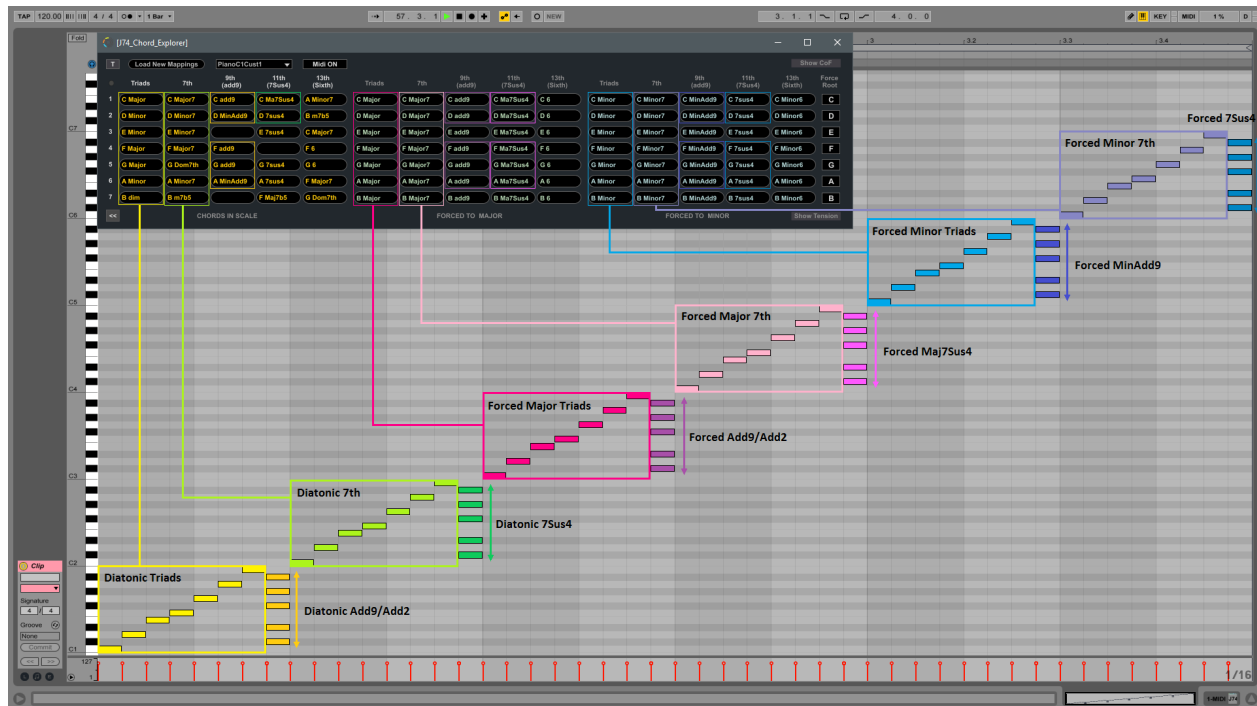 TAP 120.00 4 / 4 1 Bar 57. 3. 1 NEW 3. 1. 1 4. 0. 0 KEY MIDI 1 % D
Fold [J74_Chord_Explorer] :3 :3.2 :3.3 :3.4
T Load New Mappings PianoC1Cust1 Midi ON Show CoF
Triads 7th 9th (add9) 11th (7Sus4) 13th (Sixth) Triads 7th 9th (add9) 11th (7Sus4) 13th (Sixth) Triads 7th 9th (add9) 11th (7Sus4) 13th (Sixth) Force Root
1 C Major C Major7 C add9 C Ma7Sus4 A Minor7 C Major C Major7 C add9 C Ma7Sus4 C 6 C Minor C Minor7 C MinAdd9 C 7sus4 C Minor6 C
2 D Minor D Minor7 D MinAdd9 D 7sus4 B m7b5 D Major D Major7 D add9 D Ma7Sus4 D 6 D Minor D Minor7 D MinAdd9 D 7sus4 D Minor6 D
3 E Minor E Minor7 E 7sus4 C Major7 E Major E Major7 E add9 E Ma7Sus4 E 6 E Minor E Minor7 E MinAdd9 E 7sus4 E Minor6 E
4 F Major F Major7 F add9 F 6 F Major F Major7 F add9 F Ma7Sus4 F 6 F Minor F Minor7 F MinAdd9 F 7sus4 F Minor6 F
5 G Major G Dom7th G add9 G 7sus4 G 6 G Major G Major7 G add9 G Ma7Sus4 G 6 G Minor G Minor7 G MinAdd9 G 7sus4 G Minor6 G
6 A Minor A Minor7 A MinAdd9 A 7sus4 F Major7 A Major A Major7 A add9 A Ma7Sus4 A 6 A Minor A Minor7 A MinAdd9 A 7sus4 A Minor6 A
7 B dim B m7b5 F Maj7b5 G Dom7th B Major B Major7 B add9 B Ma7Sus4 B 6 B Minor B Minor7 B MinAdd9 B 7sus4 B Minor6 B
<< CHORDS IN SCALE FORCED TO MAJOR FORCED TO MINOR Show Tension
Forced 7Sus4
C7
Forced Minor 7th
C6
Forced Minor Triads
Forced MinAdd9
C5
Forced Major 7th
Forced Maj7Sus4
C4
Forced Major Triads
Forced Add9/Add2
C3
Diatonic 7th
Diatonic 7Sus4
C2
Clip
Diatonic Triads
Signature
4 / 4
Diatonic Add9/Add2
Groove
None
Commit
C1
<< >>
127
1
1/16
1-MIDI J74